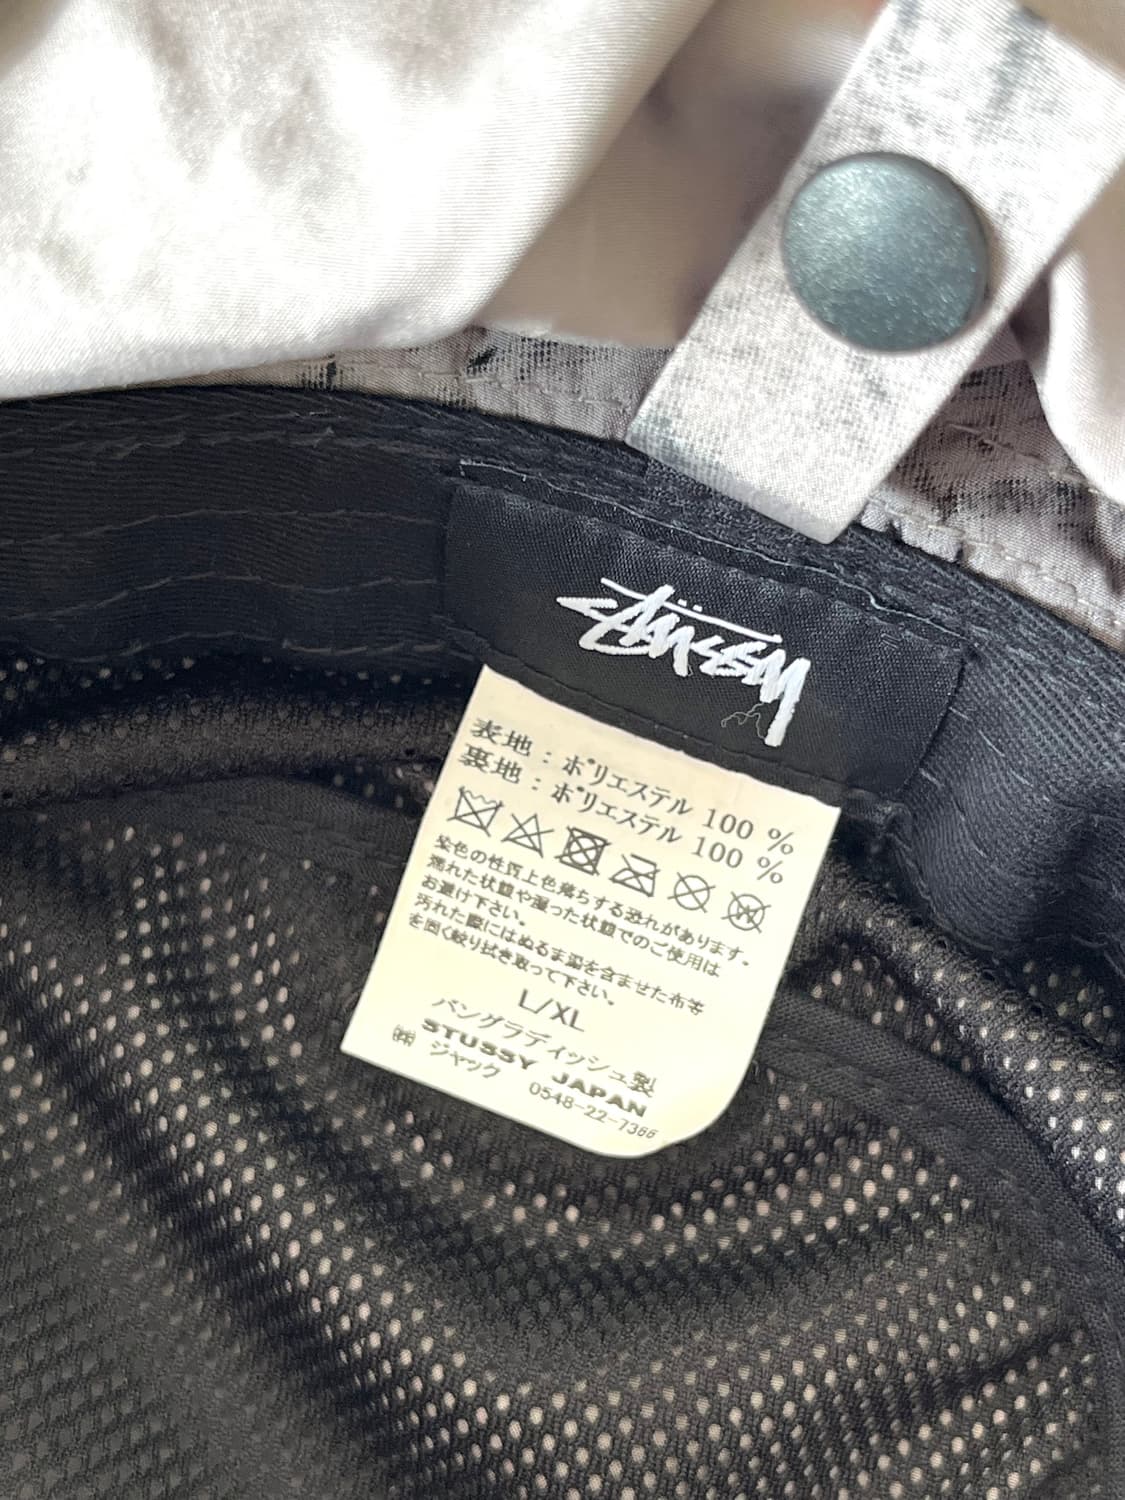 STÜSSY
表地：ポリエステル 100 %
裏地：ポリエステル 100 %
染色の性質上色落ちする恐れがあります。
濡れた状態や湿った状態でのご使用は
お避け下さい。
汚れた際にはぬるま湯を含ませた布等
を固く絞り拭き取って下さい。
L/XL
バングラディッシュ製
STUSSY JAPAN
㈱ ジャック 0548-22-7366